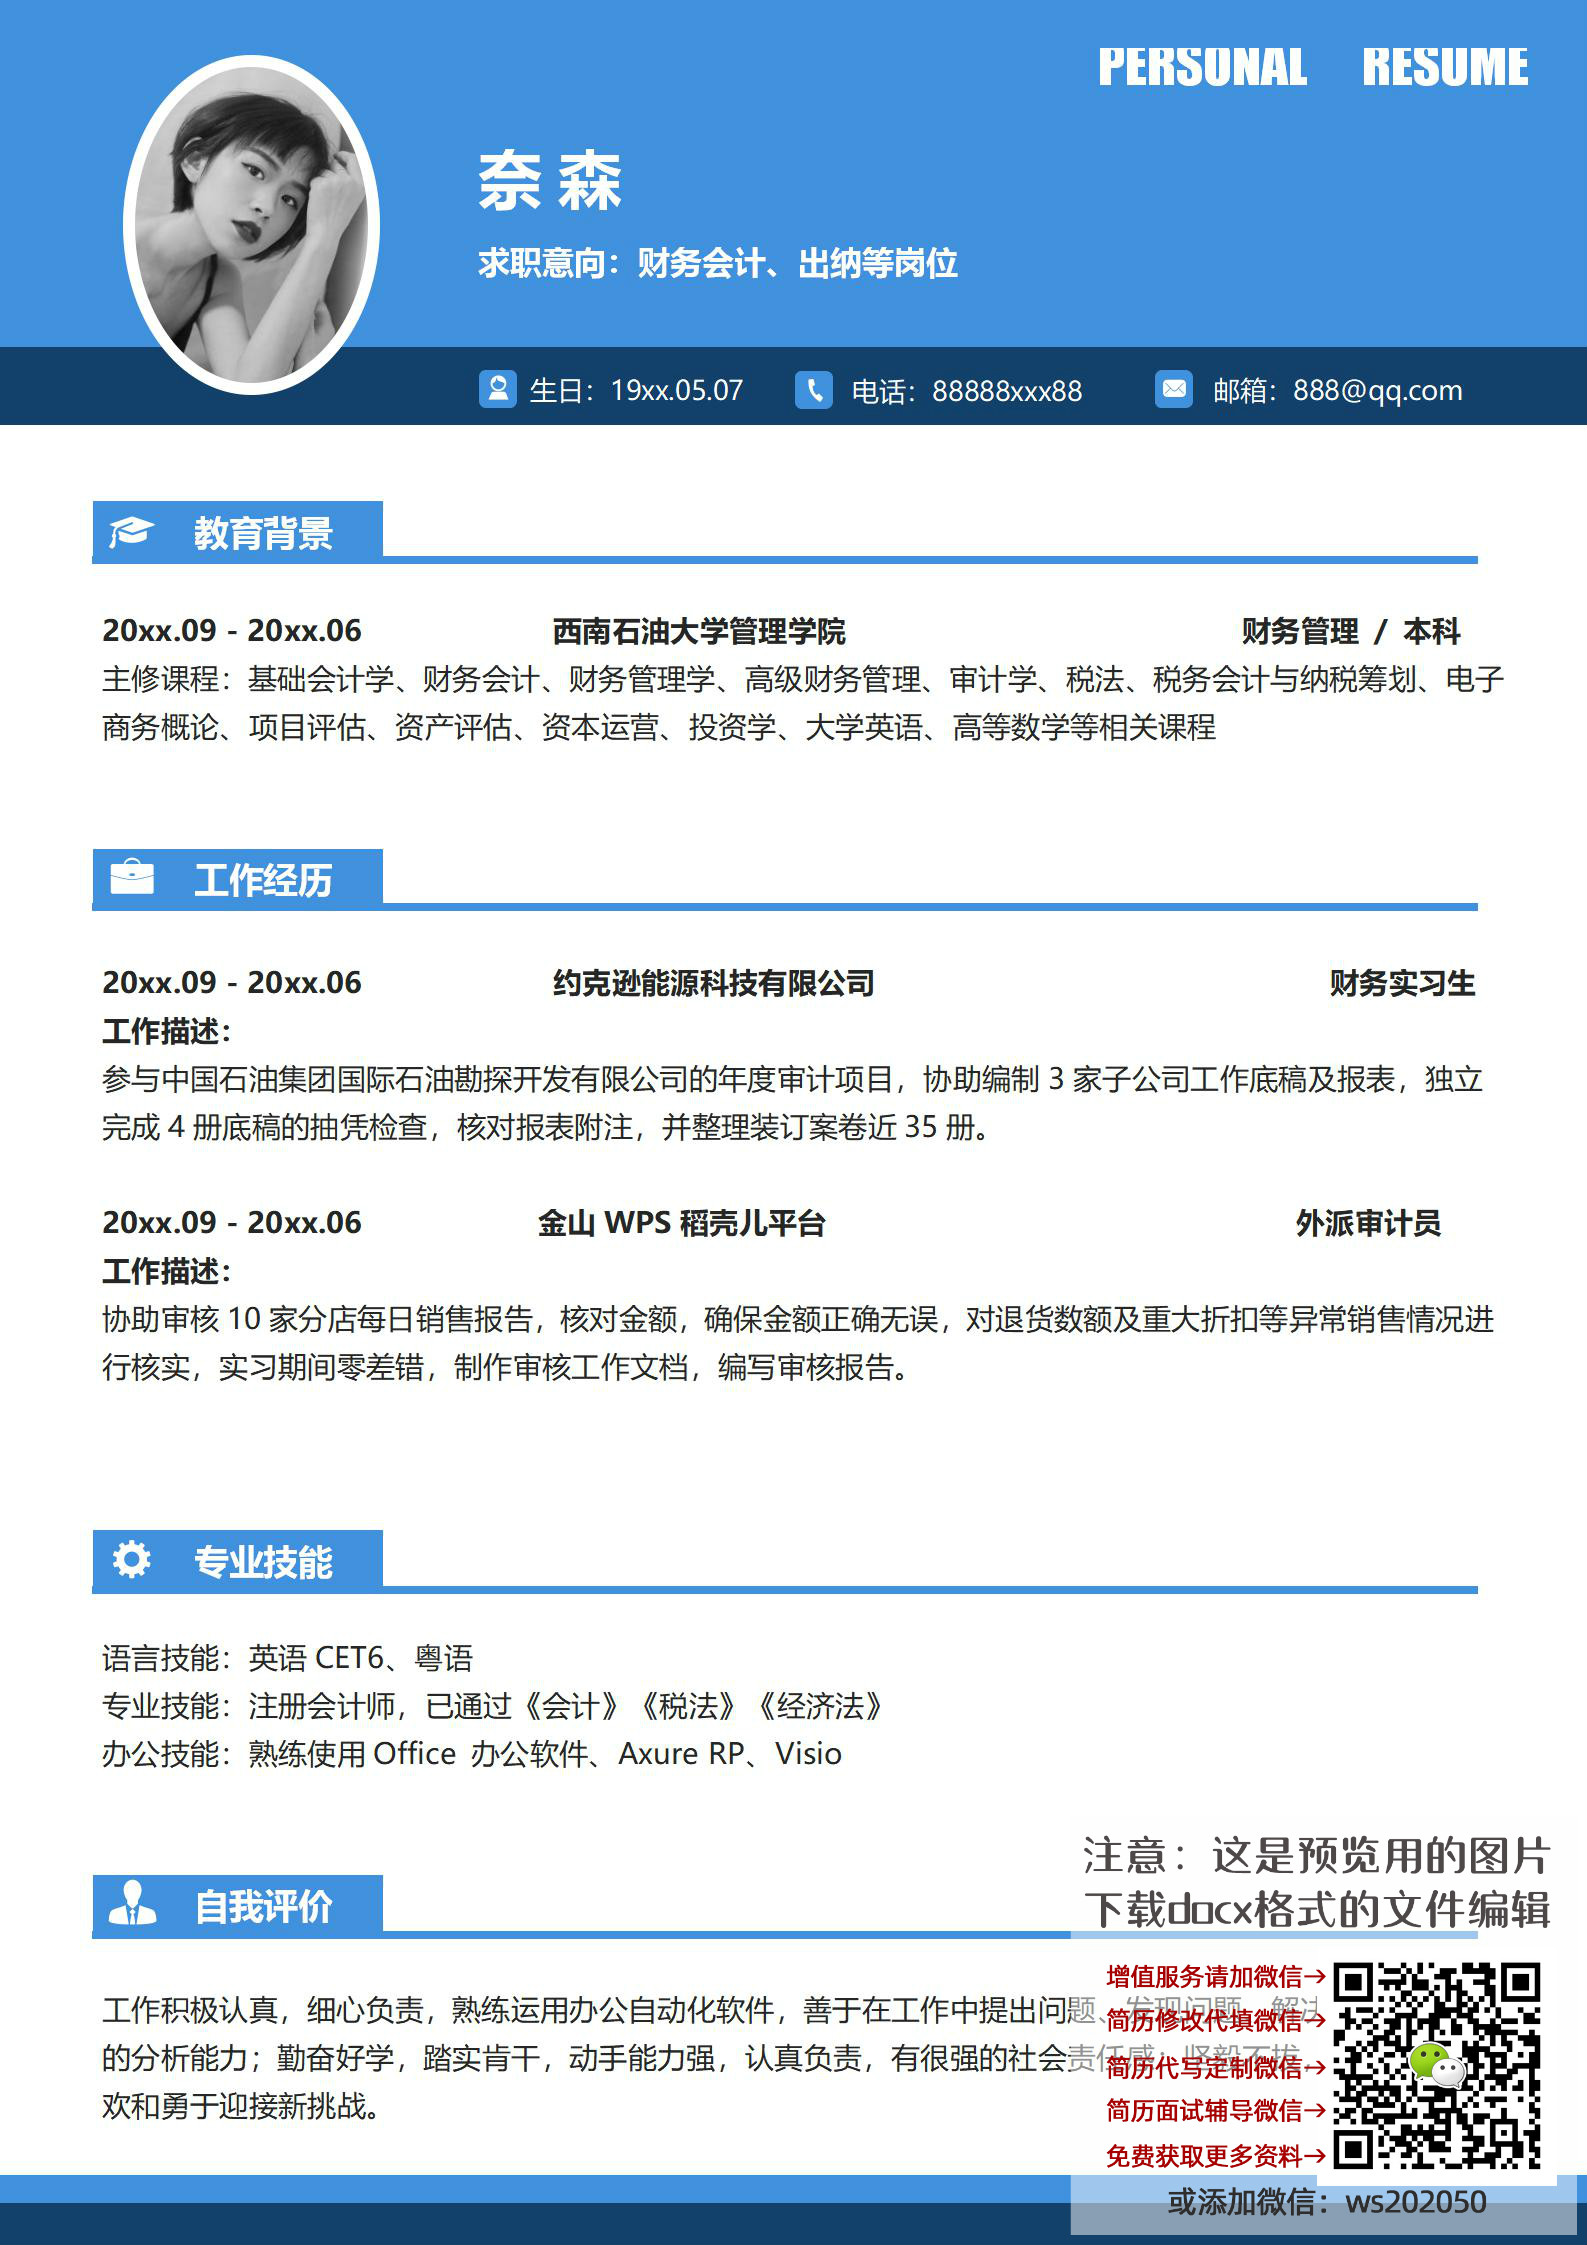 PERSONAL RESUME
奈 森
求职意向：财务会计、出纳等岗位
生日：19xx.05.07 电话：88888xxx88 邮箱：888@qq.com
教育背景
20xx.09 - 20xx.06 西南石油大学管理学院 财务管理 / 本科
主修课程：基础会计学、财务会计、财务管理学、高级财务管理、审计学、税法、税务会计与纳税筹划、电子
商务概论、项目评估、资产评估、资本运营、投资学、大学英语、高等数学等相关课程
工作经历
20xx.09 - 20xx.06 约克逊能源科技有限公司 财务实习生
工作描述：
参与中国石油集团国际石油勘探开发有限公司的年度审计项目，协助编制 3 家子公司工作底稿及报表，独立
完成 4 册底稿的抽凭检查，核对报表附注，并整理装订案卷近 35 册。
20xx.09 - 20xx.06 金山 WPS 稻壳儿平台 外派审计员
工作描述：
协助审核 10 家分店每日销售报告，核对金额，确保金额正确无误，对退货数额及重大折扣等异常销售情况进
行核实，实习期间零差错，制作审核工作文档，编写审核报告。
专业技能
语言技能：英语 CET6、粤语
专业技能：注册会计师，已通过《会计》《税法》《经济法》
办公技能：熟练使用 Office 办公软件、Axure RP、Visio
自我评价
工作积极认真，细心负责，熟练运用办公自动化软件，善于在工作中提出问题、发现问题、解决
的分析能力；勤奋好学，踏实肯干，动手能力强，认真负责，有很强的社会责任感；坚毅不拔
欢和勇于迎接新挑战。
注意：这是预览用的图片
下载docx格式的文件编辑
增值服务请加微信→
简历修改代填微信→
简历代写定制微信→
简历面试辅导微信→
免费获取更多资料→
或添加微信：ws202050